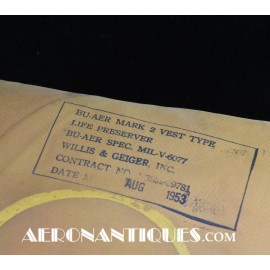 BU-AER MARK 2 VEST TYPE
LIFE PRESERVER
BU-AER SPEC. MIL-V-6077
WILLIS & GEIGER, INC.
CONTRACT NO.
DATE
AUG 1953
AERONANTIQUES.COM